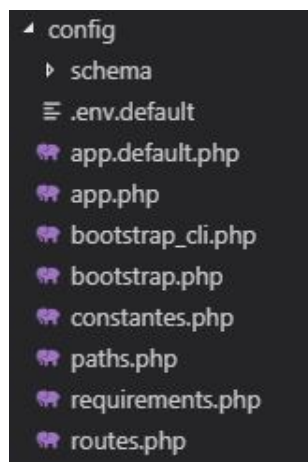 config
schema
.env.default
app.default.php
app.php
bootstrap_cli.php
bootstrap.php
constantes.php
paths.php
requirements.php
routes.php